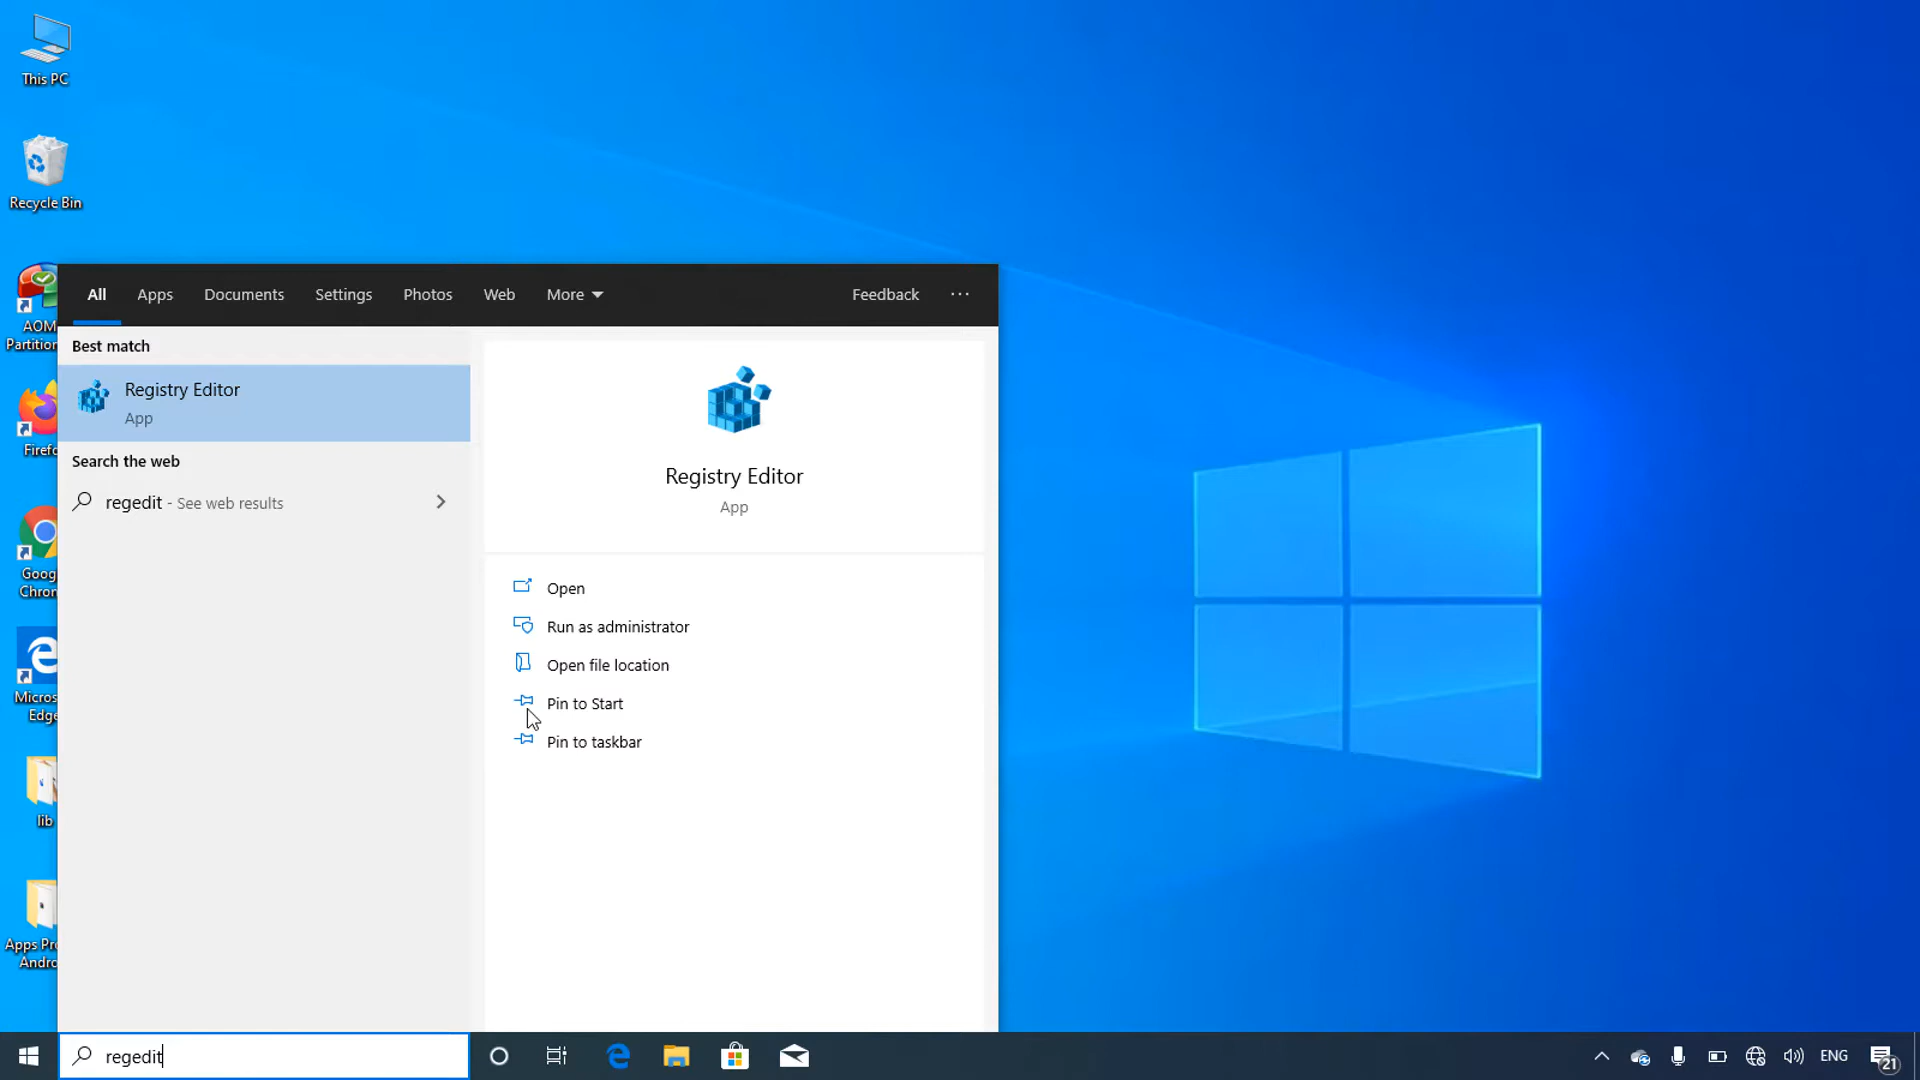 This PC
Recycle Bin
AOM
Partition
Firefo
Goog
Chron
Micros
Edge
lib
Apps Pr
Andro
All Apps Documents Settings Photos Web More Feedback ...
Best match
Registry Editor
App
Search the web
regedit - See web results
Registry Editor
App
Open
Run as administrator
Open file location
Pin to Start
Pin to taskbar
regedit
ENG
21